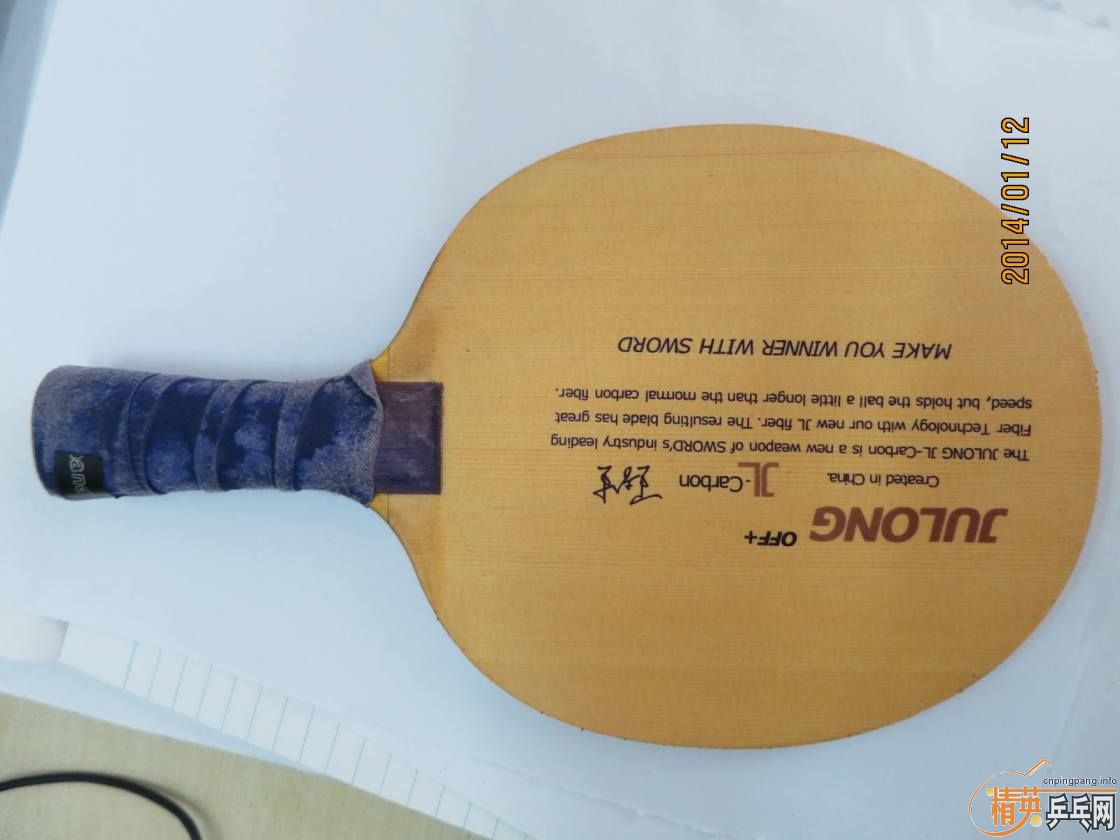 JULONG OFF+
Created in China. JL-Carbon
The JULONG JL-Carbon is a new weapon of SWORD's industry leading
Fiber Technology with our new JL fiber. The resulting blade has great
speed, but holds the ball a little longer than the mormal carbon fiber.
MAKE YOU WINNER WITH SWORD
2014/01/12
cnpingpang.info
精英乒乓网